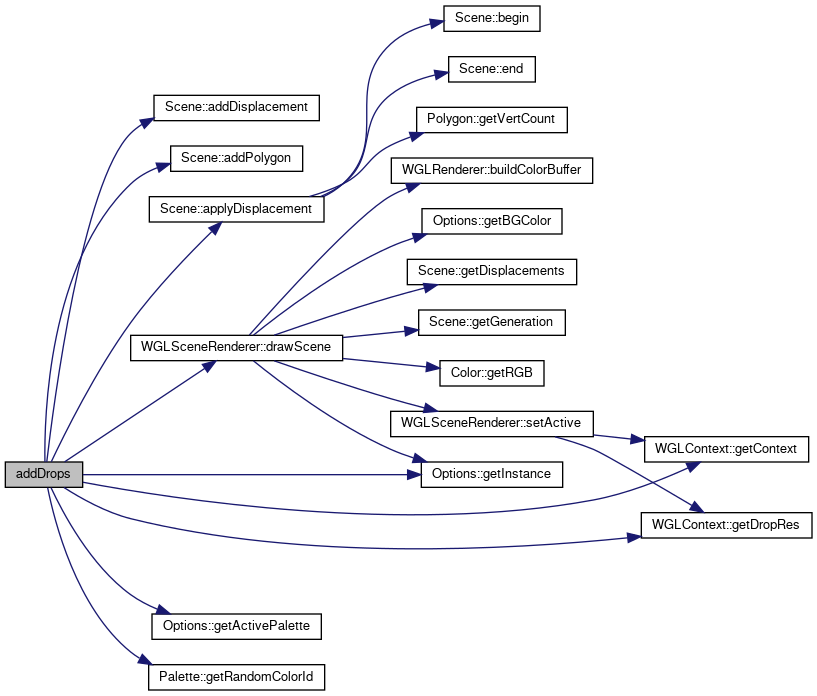 Scene::begin
Scene::end
Scene::addDisplacement
Polygon::getVertCount
Scene::addPolygon
WGLRenderer::buildColorBuffer
Scene::applyDisplacement
Options::getBGColor
Scene::getDisplacements
Scene::getGeneration
WGLSceneRenderer::drawScene
Color::getRGB
WGLSceneRenderer::setActive
WGLContext::getContext
addDrops
Options::getInstance
WGLContext::getDropRes
Options::getActivePalette
Palette::getRandomColorId